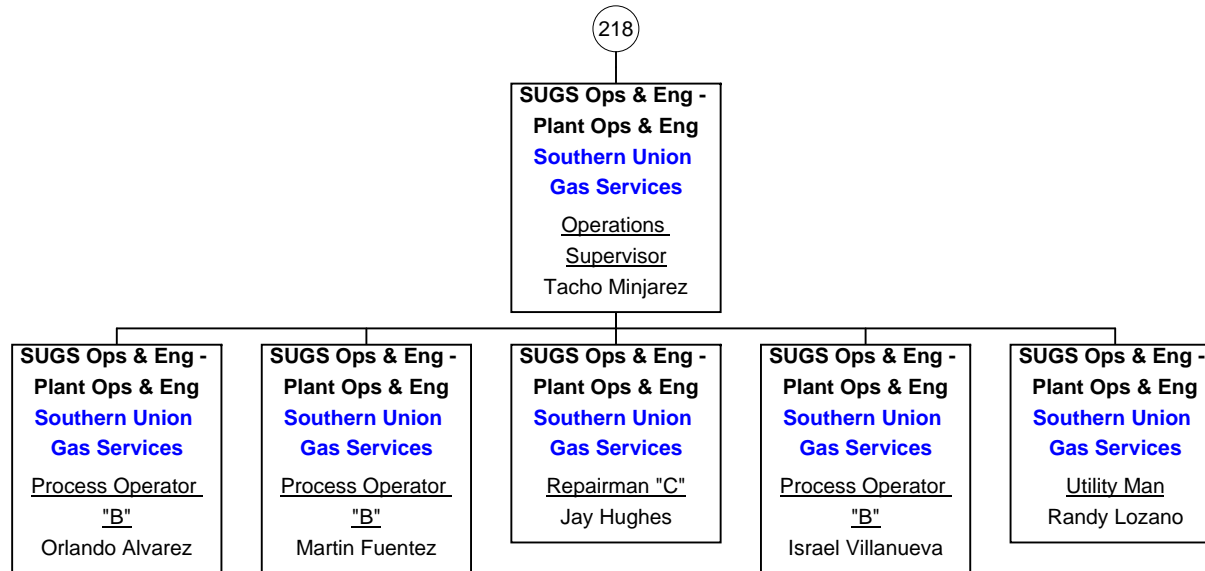 218
SUGS Ops & Eng -
Plant Ops & Eng
Southern Union
Gas Services
Operations
Supervisor
Tacho Minjarez
SUGS Ops & Eng -
Plant Ops & Eng
Southern Union
Gas Services
Process Operator
"B"
Orlando Alvarez
SUGS Ops & Eng -
Plant Ops & Eng
Southern Union
Gas Services
Process Operator
"B"
Martin Fuentez
SUGS Ops & Eng -
Plant Ops & Eng
Southern Union
Gas Services
Repairman "C"
Jay Hughes
SUGS Ops & Eng -
Plant Ops & Eng
Southern Union
Gas Services
Process Operator
"B"
Israel Villanueva
SUGS Ops & Eng -
Plant Ops & Eng
Southern Union
Gas Services
Utility Man
Randy Lozano